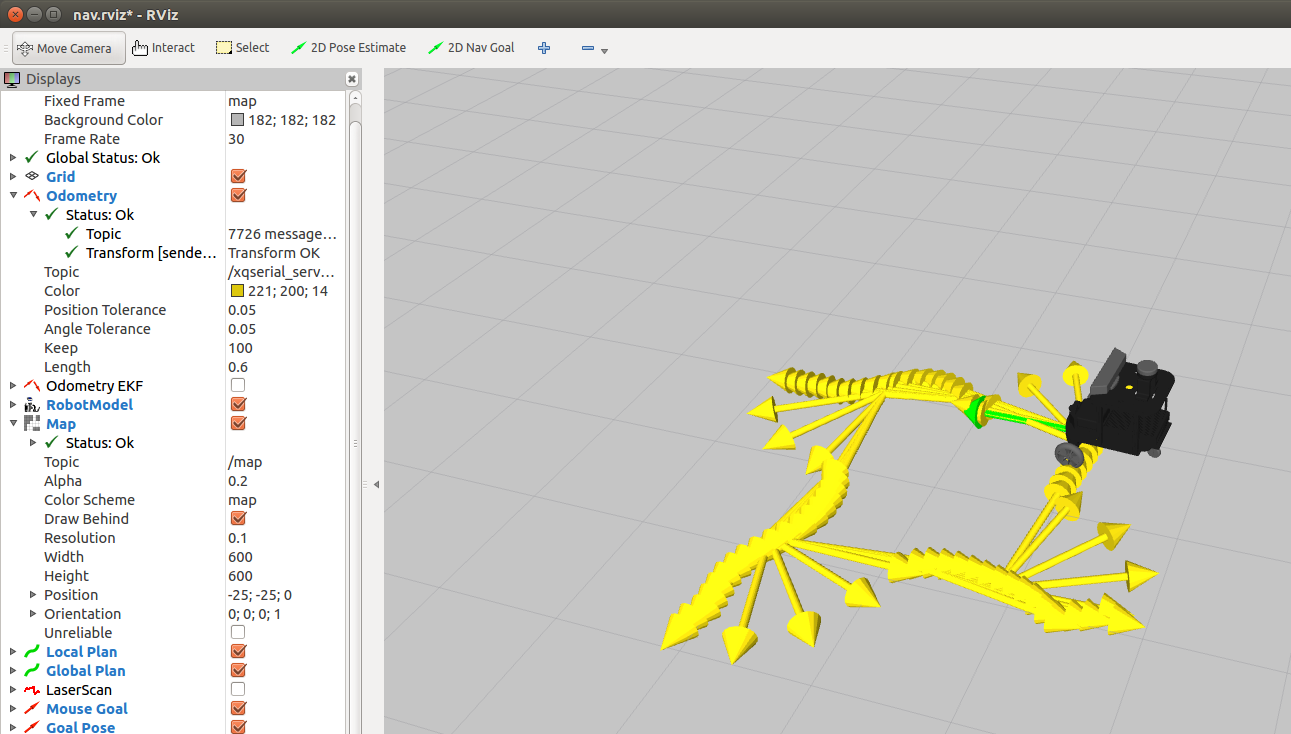 nav.rviz* - RViz
Move Camera Interact Select 2D Pose Estimate 2D Nav Goal
Displays
Fixed Frame map
Background Color 182; 182; 182
Frame Rate 30
Global Status: Ok
Grid
Odometry
Status: Ok
Topic 7726 message...
Transform [sende... Transform OK
Topic /xqserial_serv...
Color 221; 200; 14
Position Tolerance 0.05
Angle Tolerance 0.05
Keep 100
Length 0.6
Odometry EKF
RobotModel
Map
Status: Ok
Topic /map
Alpha 0.2
Color Scheme map
Draw Behind
Resolution 0.1
Width 600
Height 600
Position -25; -25; 0
Orientation 0; 0; 0; 1
Unreliable
Local Plan
Global Plan
LaserScan
Mouse Goal
Goal Pose